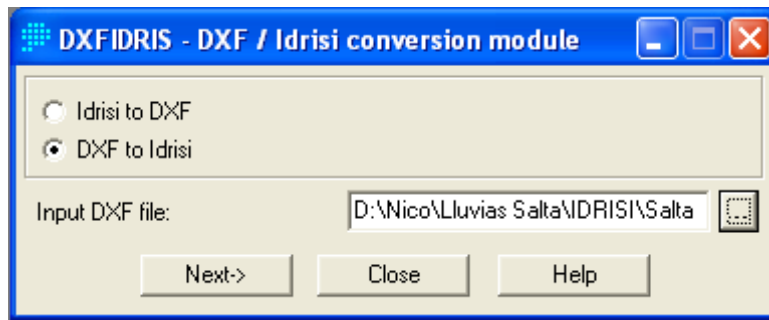 DXFIDRIS - DXF / Idrisi conversion module
Idrisi to DXF
DXF to Idrisi
Input DXF file: D:\Nico\Lluvias Salta\IDRISI\Salta ...
Next-> Close Help